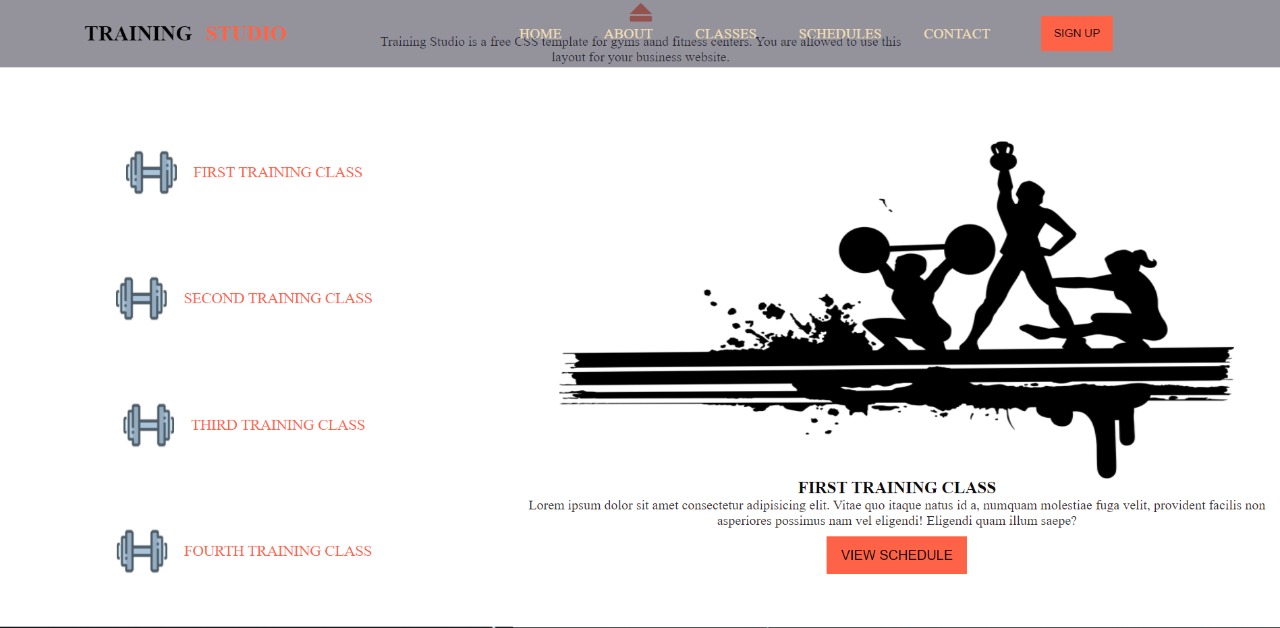 TRAINING STUDIO
HOME ABOUT CLASSES SCHEDULES CONTACT
SIGN UP
Training Studio is a free CSS template for gyms aand fitness centers. You are allowed to use this
layout for your business website.
FIRST TRAINING CLASS
SECOND TRAINING CLASS
THIRD TRAINING CLASS
FOURTH TRAINING CLASS
FIRST TRAINING CLASS
Lorem ipsum dolor sit amet consectetur adipisicing elit. Vitae quo itaque natus id a, numquam molestiae fuga velit, provident facilis non
asperiores possimus nam vel eligendi! Eligendi quam illum saepe?
VIEW SCHEDULE